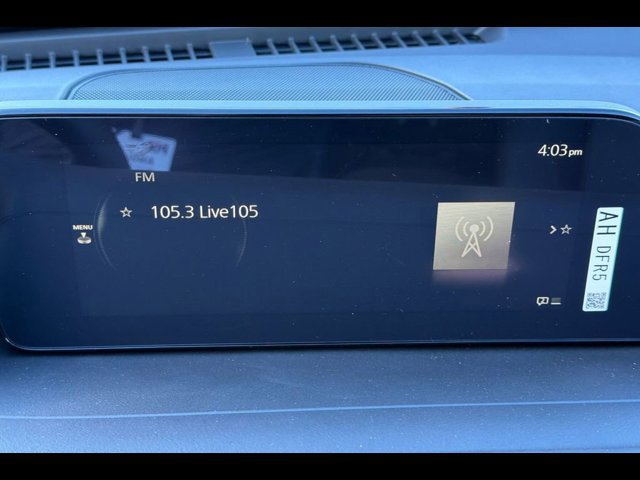 4:03pm
FM
105.3 Live105
MENU
AH DFR5